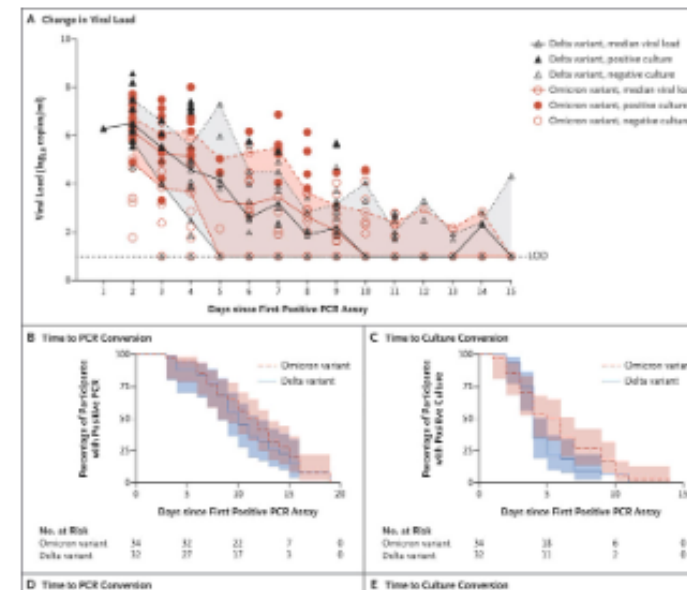 A Change in Viral Load
Viral Load (log10 copies/ml)
10
8
6
4
2
0
1 2 3 4 5 6 7 8 9 10 11 12 13 14 15
Days since First Positive PCR Assay
LOD
Delta variant, median viral load
Delta variant, positive culture
Delta variant, negative culture
Omicron variant, median viral loa
Omicron variant, positive culture
Omicron variant, negative culture
B Time to PCR Conversion
Percentage of Participants
with Positive PCR
100
75
50
25
0
0 5 10 15 20
Omicron variant
Delta variant
Days since First Positive PCR Assay
No. at Risk
Omicron variant 34 32 22 7 0
Delta variant 32 27 17 3 0
C Time to Culture Conversion
Percentage of Participants
with Positive Culture
100
75
50
25
0
0 5 10 15
Omicron varian
Delta variant
Days since First Positive PCR Assay
No. at Risk
Omicron variant 34 18 6 0
Delta variant 32 11 2 0
D Time to PCR Conversion
E Time to Culture Conversion